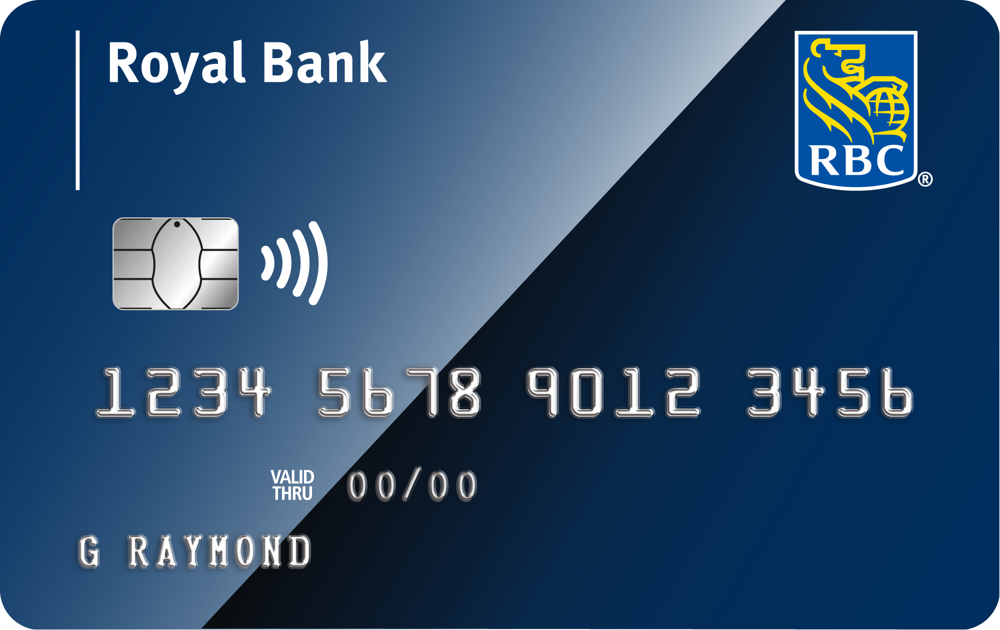 Royal Bank
RBC
®
1234 5678 9012 3456
VALID
THRU
00/00
G RAYMOND